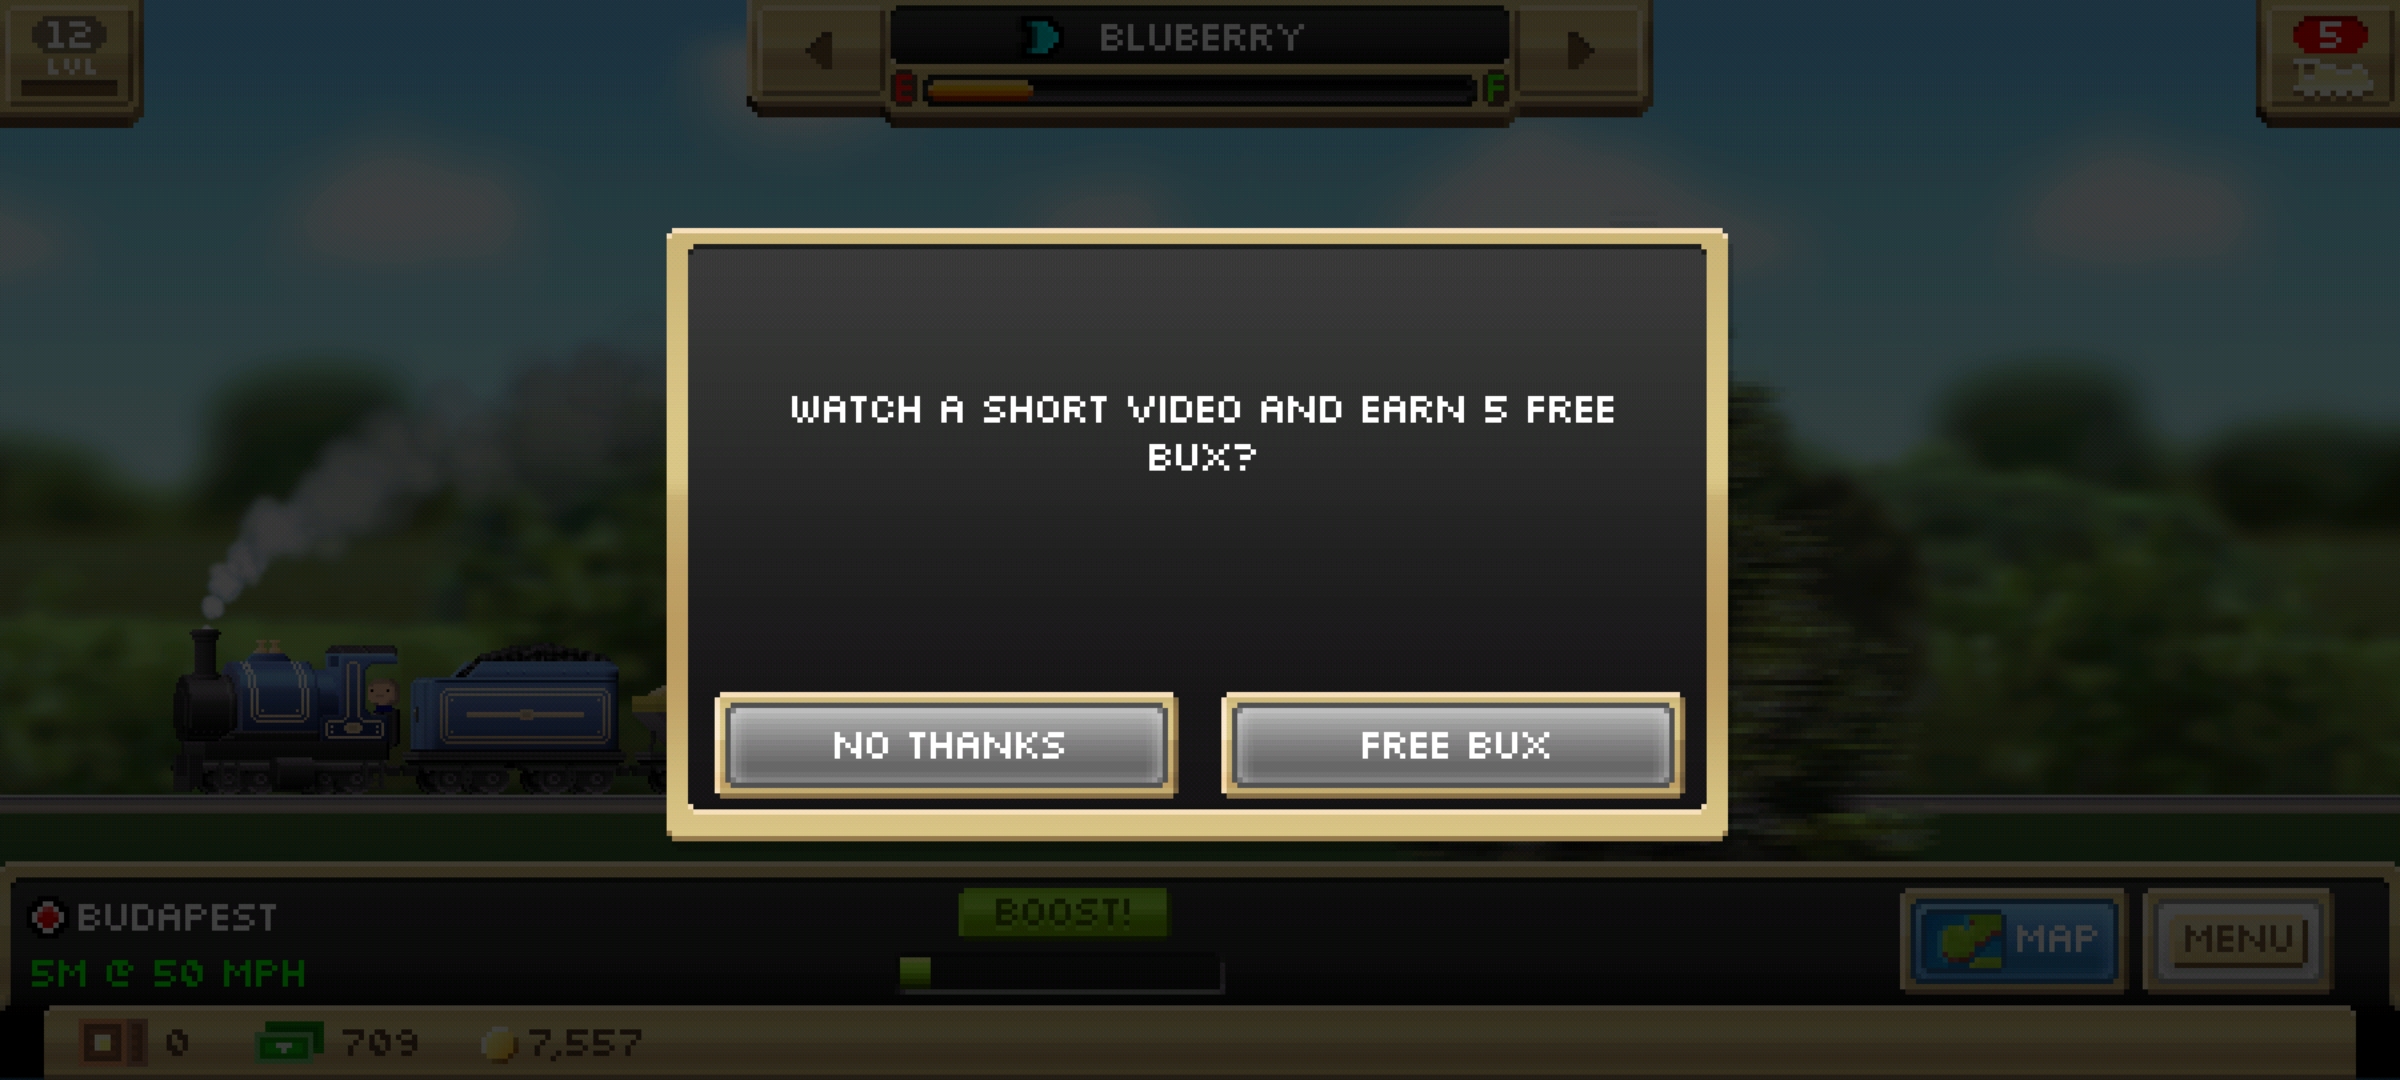 12
LVL
BLUBERRY
E F
5
WATCH A SHORT VIDEO AND EARN 5 FREE
BUX?
NO THANKS
FREE BUX
BUDAPEST
5M @ 50 MPH
BOOST!
MAP
MENU
0
709
7,557